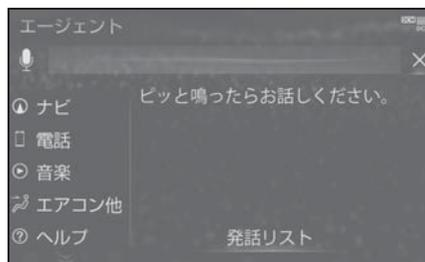 エージェント
ピッと鳴ったらお話しください。
ナビ
電話
音楽
エアコン他
ヘルプ
発話リスト